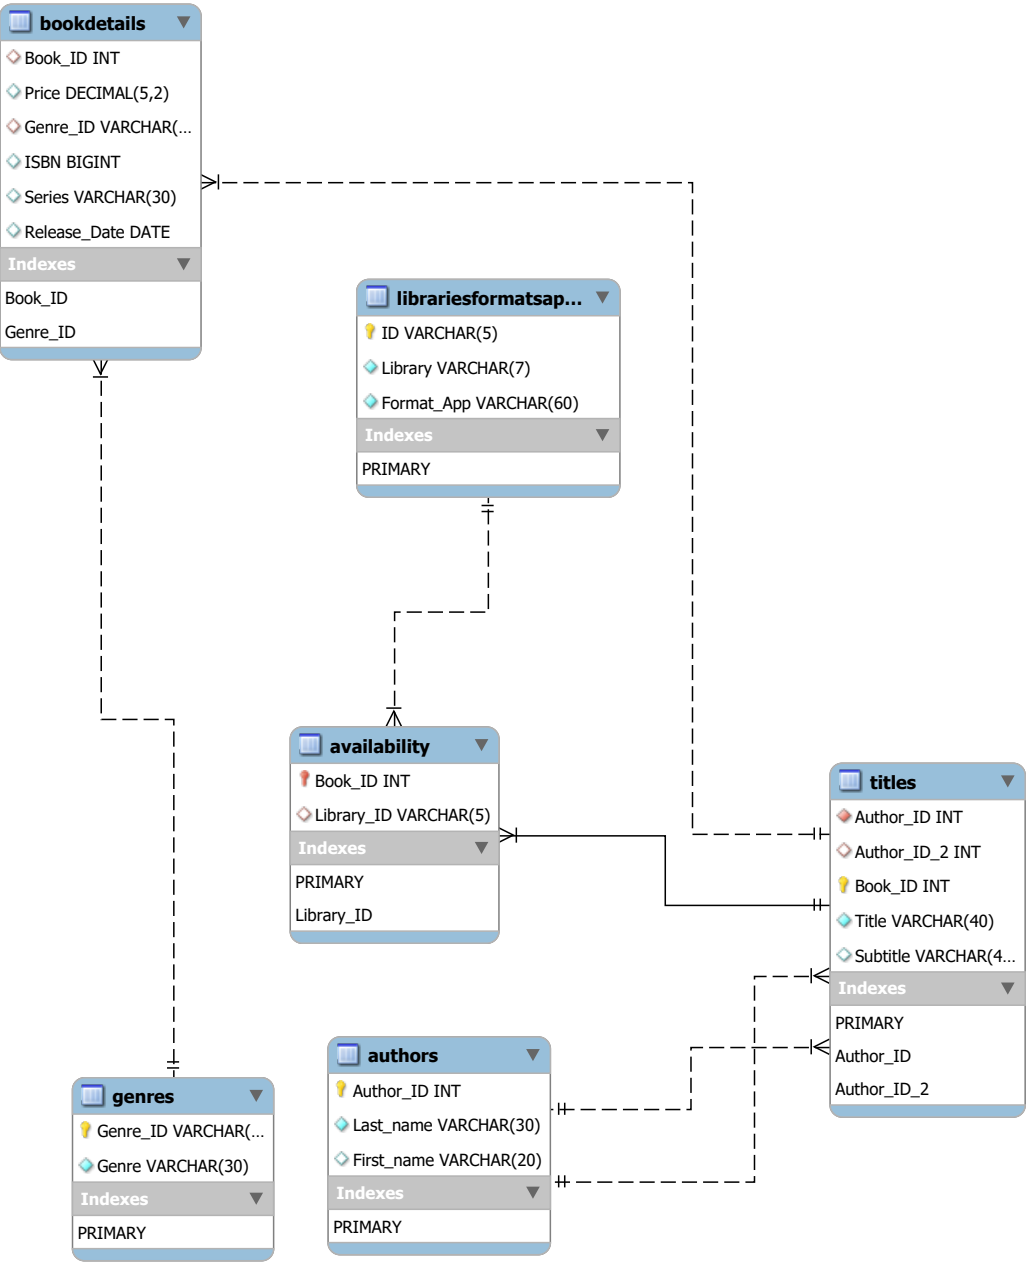 bookdetails
Book_ID INT
Price DECIMAL(5,2)
Genre_ID VARCHAR(...
ISBN BIGINT
Series VARCHAR(30)
Release_Date DATE
Indexes
Book_ID
Genre_ID
librariesformatsap...
ID VARCHAR(5)
Library VARCHAR(7)
Format_App VARCHAR(60)
Indexes
PRIMARY
availability
Book_ID INT
Library_ID VARCHAR(5)
Indexes
PRIMARY
Library_ID
titles
Author_ID INT
Author_ID_2 INT
Book_ID INT
Title VARCHAR(40)
Subtitle VARCHAR(4...
Indexes
PRIMARY
Author_ID
Author_ID_2
authors
Author_ID INT
Last_name VARCHAR(30)
First_name VARCHAR(20)
Indexes
PRIMARY
genres
Genre_ID VARCHAR(...
Genre VARCHAR(30)
Indexes
PRIMARY